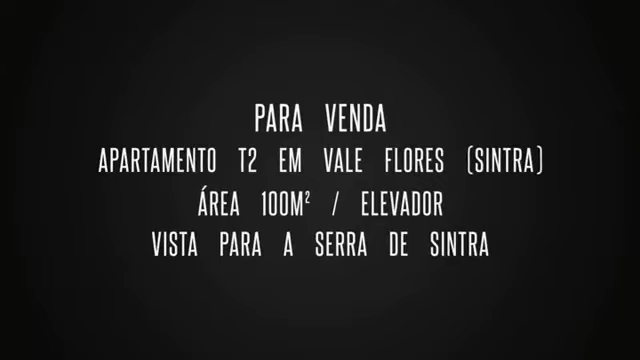 PARA VENDA
APARTAMENTO T2 EM VALE FLORES (SINTRA)
ÁREA 100M² / ELEVADOR
VISTA PARA A SERRA DE SINTRA